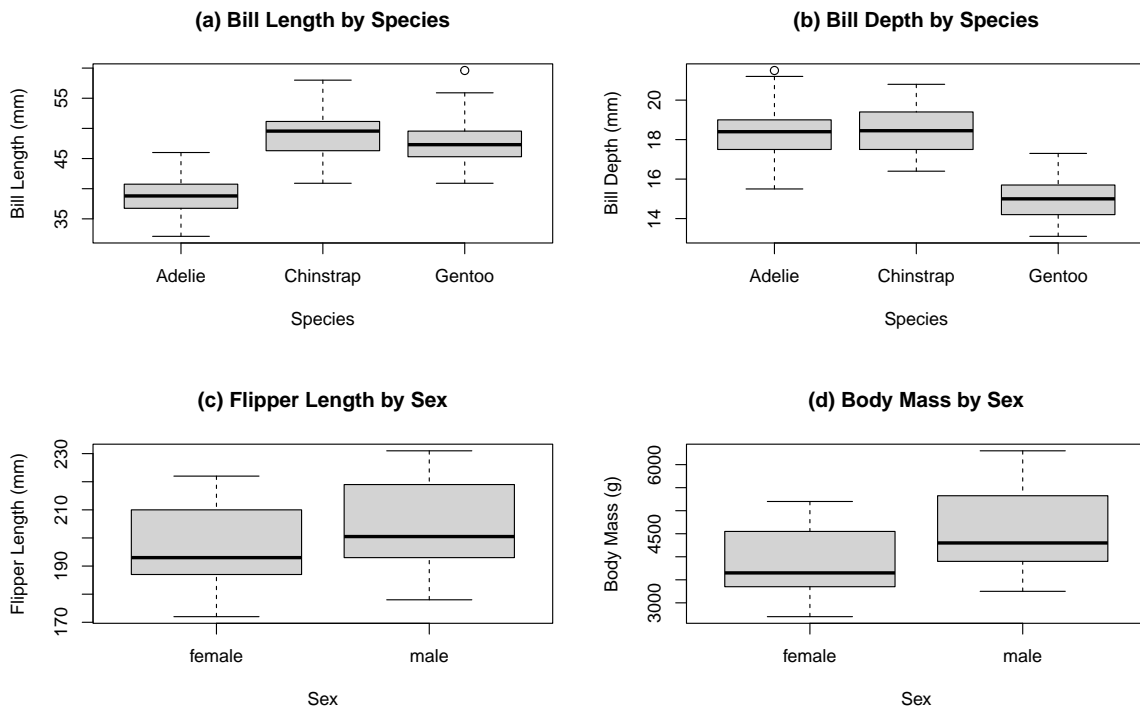 (a) Bill Length by Species
Bill Length (mm)
55
45
35
Adelie Chinstrap Gentoo
Species
(b) Bill Depth by Species
Bill Depth (mm)
20
18
16
14
Adelie Chinstrap Gentoo
Species
(c) Flipper Length by Sex
Flipper Length (mm)
230
210
190
170
female male
Sex
(d) Body Mass by Sex
Body Mass (g)
6000
4500
3000
female male
Sex